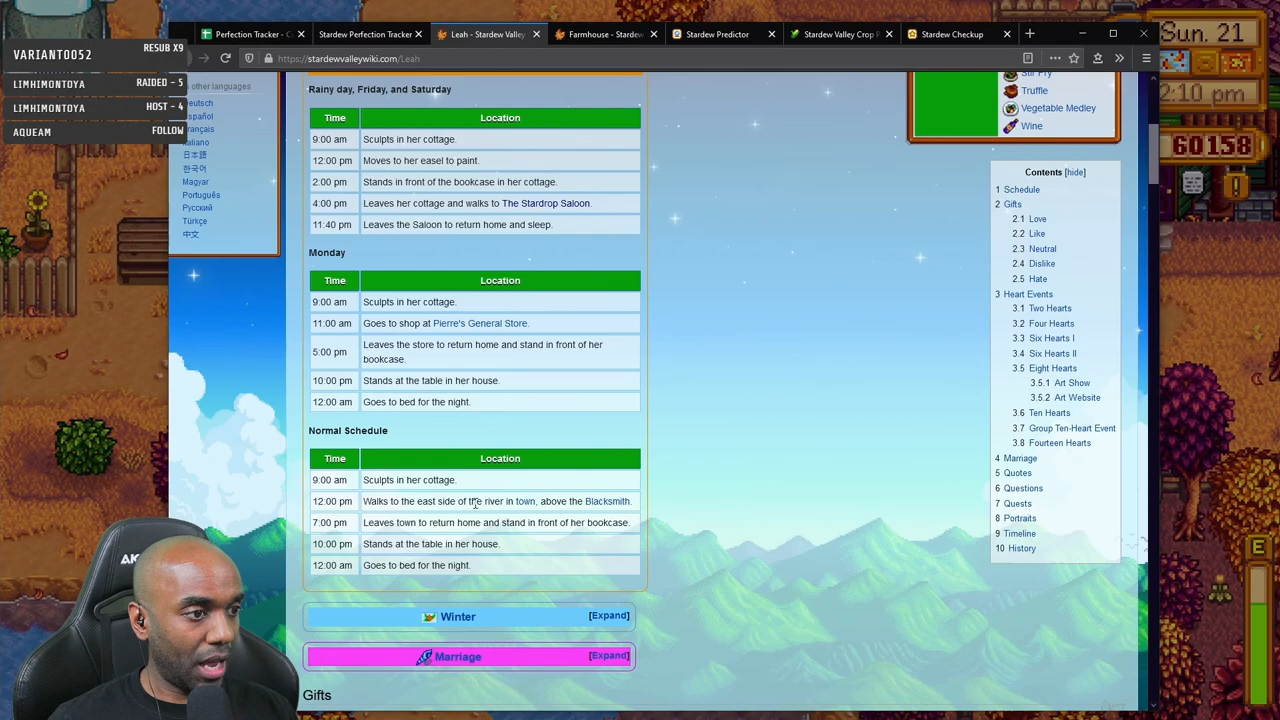 Perfection Tracker - C
Stardew Perfection Tracker
Leah - Stardew Valley
Farmhouse - Stardew
Stardew Predictor
Stardew Valley Crop P
Stardew Checkup
https://stardewvalleywiki.com/Leah
VARIANT0052
RESUB X9
LIMHIMONTOYA
RAIDED - 5
LIMHIMONTOYA
HOST - 4
AQUEAM
FOLLOW
other languages
Deutsch
Español
Français
Italiano
日本語
한국어
Magyar
Português
Русский
Türkçe
中文
Rainy day, Friday, and Saturday
Time Location
9:00 am Sculpts in her cottage.
12:00 pm Moves to her easel to paint.
2:00 pm Stands in front of the bookcase in her cottage.
4:00 pm Leaves her cottage and walks to The Stardrop Saloon.
11:40 pm Leaves the Saloon to return home and sleep.
Monday
Time Location
9:00 am Sculpts in her cottage.
11:00 am Goes to shop at Pierre's General Store.
5:00 pm Leaves the store to return home and stand in front of her
bookcase.
10:00 pm Stands at the table in her house.
12:00 am Goes to bed for the night.
Normal Schedule
Time Location
9:00 am Sculpts in her cottage.
12:00 pm Walks to the east side of the river in town, above the Blacksmith.
7:00 pm Leaves town to return home and stand in front of her bookcase.
10:00 pm Stands at the table in her house.
12:00 am Goes to bed for the night.
Winter [Expand]
Marriage [Expand]
Gifts
Stir Fry
Truffle
Vegetable Medley
Wine
Contents [hide]
1 Schedule
2 Gifts
2.1 Love
2.2 Like
2.3 Neutral
2.4 Dislike
2.5 Hate
3 Heart Events
3.1 Two Hearts
3.2 Four Hearts
3.3 Six Hearts I
3.4 Six Hearts II
3.5 Eight Hearts
3.5.1 Art Show
3.5.2 Art Website
3.6 Ten Hearts
3.7 Group Ten-Heart Event
3.8 Fourteen Hearts
4 Marriage
5 Quotes
6 Questions
7 Quests
8 Portraits
9 Timeline
10 History
Sun. 21
2:10 pm
60158
E
AK